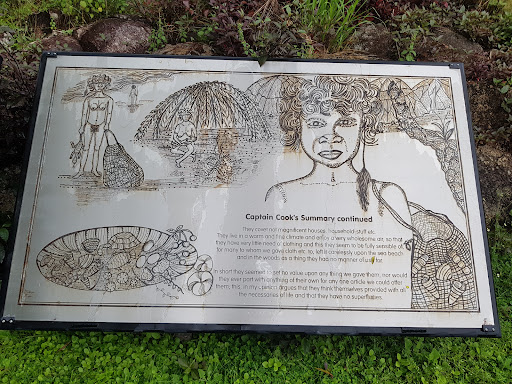 Captain Cook's Summary continued
They covet not magnificent houses, household-stuff etc.
They live in a warm and fine climate and enjoy a very wholesome air, so that
they have very little need of clothing and this they seem to be fully sensible of,
for many to whom we gave cloth etc. to, left it carelessly upon the sea beach
and in the woods as a thing they had no manner of use for.
In short they seemed to set no value upon any thing we gave them, nor would
they ever part with anything of their own for any one article we could offer
them; this, in my opinion argues that they think themselves provided with all
the necessaries of life and that they have no superfluities.